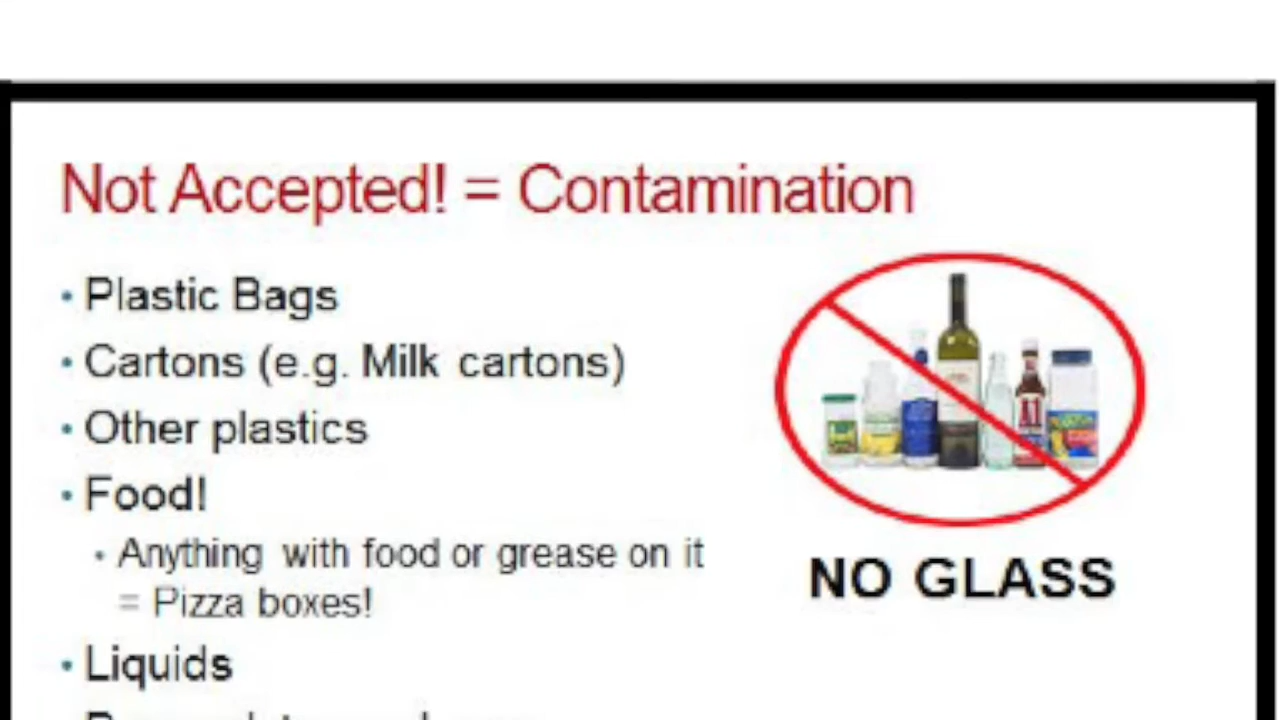 Not Accepted! = Contamination
• Plastic Bags
• Cartons (e.g. Milk cartons)
• Other plastics
• Food!
• Anything with food or grease on it
= Pizza boxes!
• Liquids
A1
NO GLASS